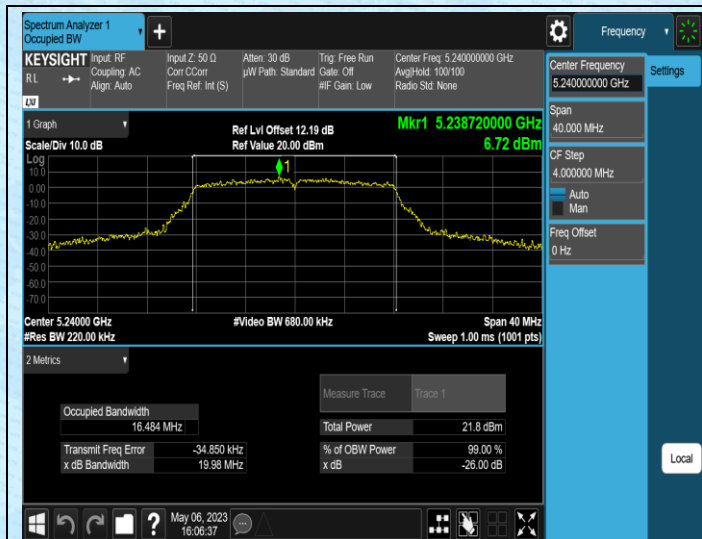 Spectrum Analyzer 1
Occupied BW
Frequency
KEYSIGHT
R L
LXI
Input: RF
Coupling: AC
Align: Auto
Input Z: 50 Ω
Corr CCorr
Freq Ref: Int (S)
Atten: 30 dB
µW Path: Standard
Trig: Free Run
Gate: Off
#IF Gain: Low
Center Freq: 5.240000000 GHz
Avg|Hold: 100/100
Radio Std: None
Center Frequency
5.240000000 GHz
Settings
Span
40.000 MHz
CF Step
4.000000 MHz
Auto
Man
Freq Offset
0 Hz
Local
1 Graph
Scale/Div 10.0 dB
Ref Lvl Offset 12.19 dB
Ref Value 20.00 dBm
Mkr1 5.238720000 GHz
6.72 dBm
Log
10.0
0.00
-10.0
-20.0
-30.0
-40.0
-50.0
-60.0
-70.0
1
Center 5.24000 GHz
#Res BW 220.00 kHz
#Video BW 680.00 kHz
Span 40 MHz
Sweep 1.00 ms (1001 pts)
2 Metrics
Measure Trace
Trace 1
Occupied Bandwidth
16.484 MHz
Total Power
21.8 dBm
Transmit Freq Error
-34.850 kHz
% of OBW Power
99.00 %
x dB Bandwidth
19.98 MHz
x dB
-26.00 dB
May 06, 2023
16:06:37